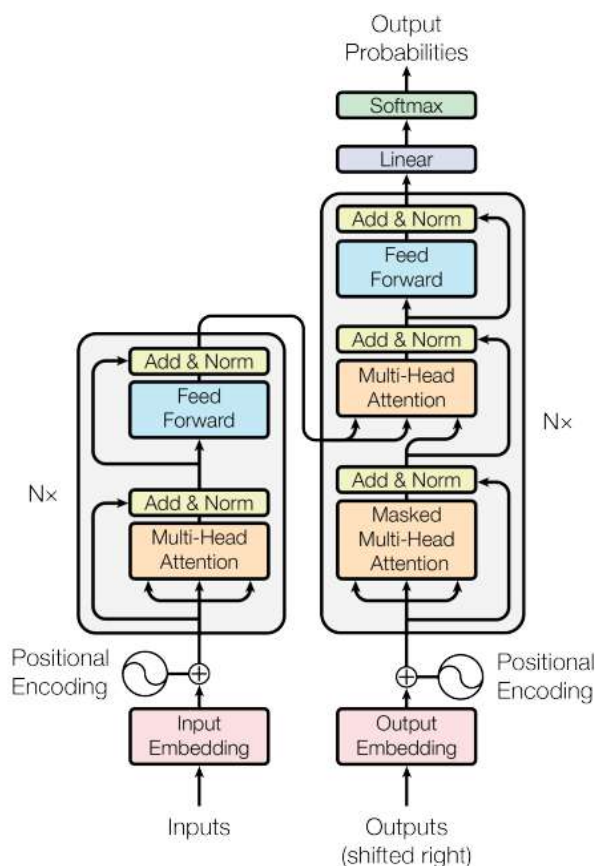 Output
Probabilities
Softmax
Linear
Add & Norm
Feed
Forward
Add & Norm
Multi-Head
Attention
Add & Norm
Masked
Multi-Head
Attention
N×
Add & Norm
Feed
Forward
Add & Norm
Multi-Head
Attention
N×
Positional
Encoding
Positional
Encoding
Input
Embedding
Output
Embedding
Inputs
Outputs
(shifted right)